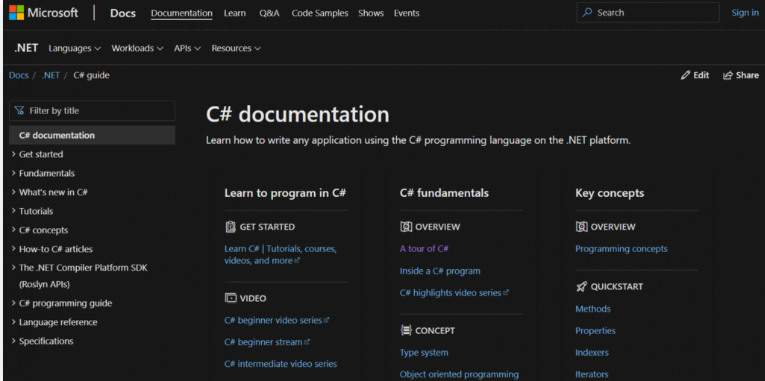 Microsoft Docs Documentation Learn Q&A Code Samples Shows Events Search Sign in
.NET Languages Workloads APIs Resources
Docs / .NET / C# guide Edit Share
Filter by title
C# documentation
Get started
Fundamentals
What's new in C#
Tutorials
C# concepts
How-to C# articles
The .NET Compiler Platform SDK
(Roslyn APIs)
C# programming guide
Language reference
Specifications
C# documentation
Learn how to write any application using the C# programming language on the .NET platform.
Learn to program in C#
GET STARTED
Learn C# | Tutorials, courses,
videos, and more
VIDEO
C# beginner video series
C# beginner stream
C# intermediate video series
C# fundamentals
OVERVIEW
A tour of C#
Inside a C# program
C# highlights video series
CONCEPT
Type system
Object oriented programming
Key concepts
OVERVIEW
Programming concepts
QUICKSTART
Methods
Properties
Indexers
Iterators